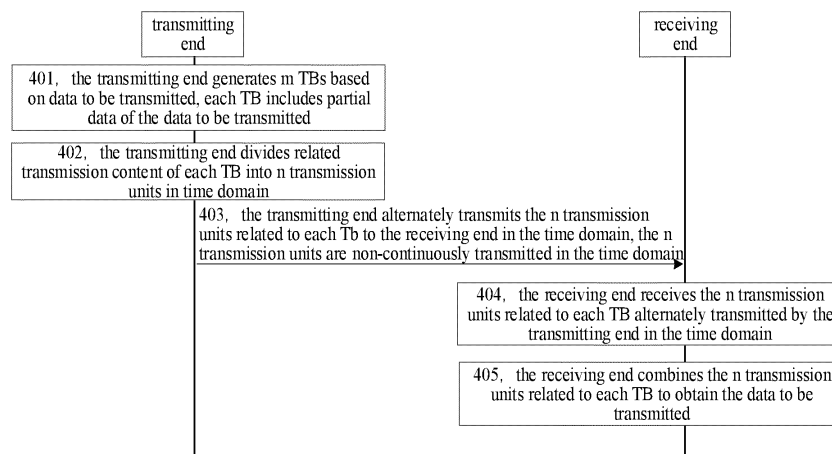 transmitting
end
receiving
end
401, the transmitting end generates m TBs based
on data to be transmitted, each TB includes partial
data of the data to be transmitted
402, the transmitting end divides related
transmission content of each TB into n transmission
units in time domain
403, the transmitting end alternately transmits the n transmission
units related to each Tb to the receiving end in the time domain, the n
transmission units are non-continuously transmitted in the time domain
404, the receiving end receives the n transmission
units related to each TB alternately transmitted by the
transmitting end in the time domain
405, the receiving end combines the n transmission
units related to each TB to obtain the data to be
transmitted